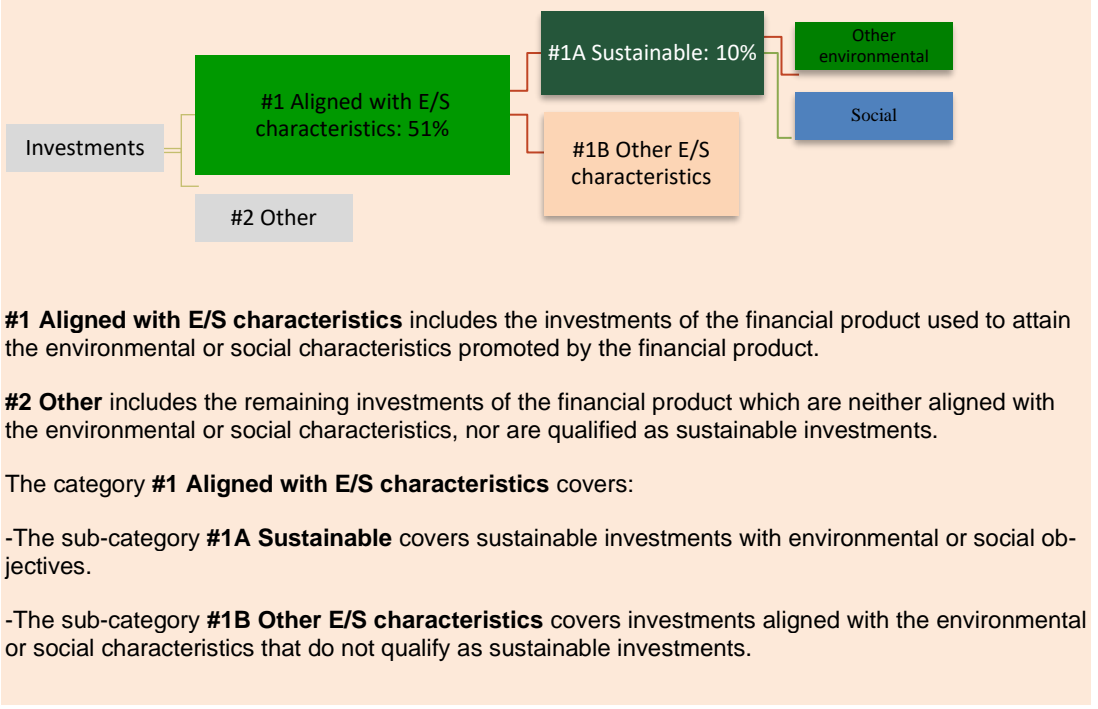 Investments
#1 Aligned with E/S
characteristics: 51%
#2 Other
#1A Sustainable: 10%
#1B Other E/S
characteristics
Other
environmental
Social
#1 Aligned with E/S characteristics includes the investments of the financial product used to attain
the environmental or social characteristics promoted by the financial product.
#2 Other includes the remaining investments of the financial product which are neither aligned with
the environmental or social characteristics, nor are qualified as sustainable investments.
The category #1 Aligned with E/S characteristics covers:
-The sub-category #1A Sustainable covers sustainable investments with environmental or social ob-
jectives.
-The sub-category #1B Other E/S characteristics covers investments aligned with the environmental
or social characteristics that do not qualify as sustainable investments.